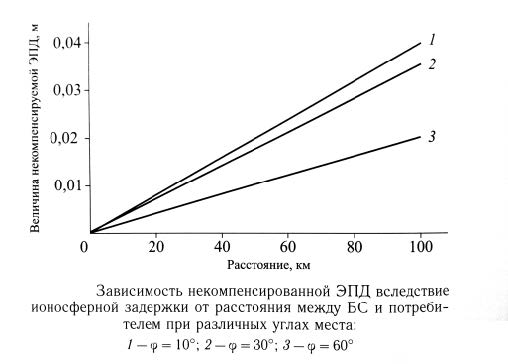 Величина некомпенсируемой ЭПД, м
0,04
0,03
0,02
0,01
0
20
40
60
80
100
1
2
3
Расстояние, км
Зависимость некомпенсированной ЭПД вследствие
ионосферной задержки от расстояния между БС и потреби-
телем при различных углах места:
1 – φ = 10°; 2 – φ = 30°; 3 – φ = 60°